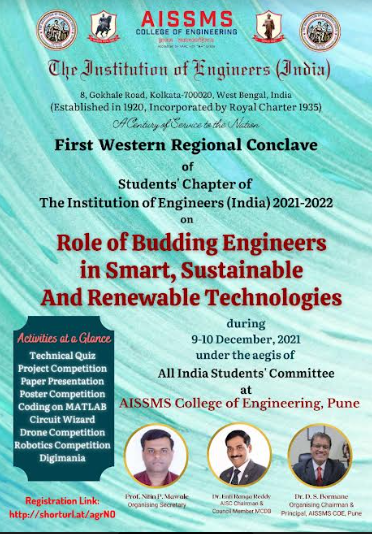 AISSMS
COLLEGE OF ENGINEERING
The Institution of Engineers (India)
8, Gokhale Road, Kolkata-700020, West Bengal, India
(Established in 1920, Incorporated by Royal Charter 1935)
A Century of Service to the Nation
First Western Regional Conclave
of
Students' Chapter of
The Institution of Engineers (India) 2021-2022
on
Role of Budding Engineers
in Smart, Sustainable
And Renewable Technologies
during
9-10 December, 2021
under the aegis of
All India Students' Committee
at
AISSMS College of Engineering, Pune
Activities at a Glance
Technical Quiz
Project Competition
Paper Presentation
Poster Competition
Coding on MATLAB
Circuit Wizard
Drone Competition
Robotics Competition
Digimania
Registration Link:
http://shorturl.at/agrN0
Prof. Nitin P. Mawale
Organising Secretary
Reddy
AISC Chairman &
Council Member MCDB
Dr. D. S. Bormane
Organising Chairman &
Principal, AISSMS COE, Pune